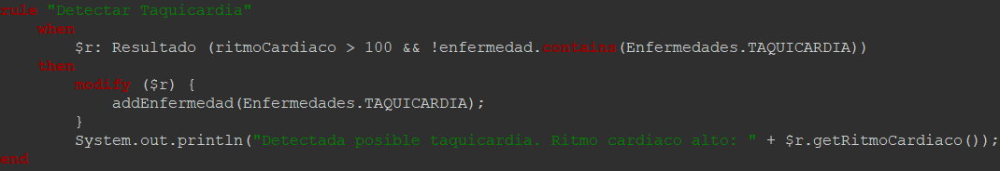 rule "Detectar Taquicardia"
when
$r: Resultado (ritmoCardiaco > 100 && !enfermedad.contains(Enfermedades.TAQUICARDIA))
then
modify ($r) {
addEnfermedad(Enfermedades.TAQUICARDIA);
}
System.out.println("Detectada posible taquicardia. Ritmo cardiaco alto: " + $r.getRitmoCardiaco());
end